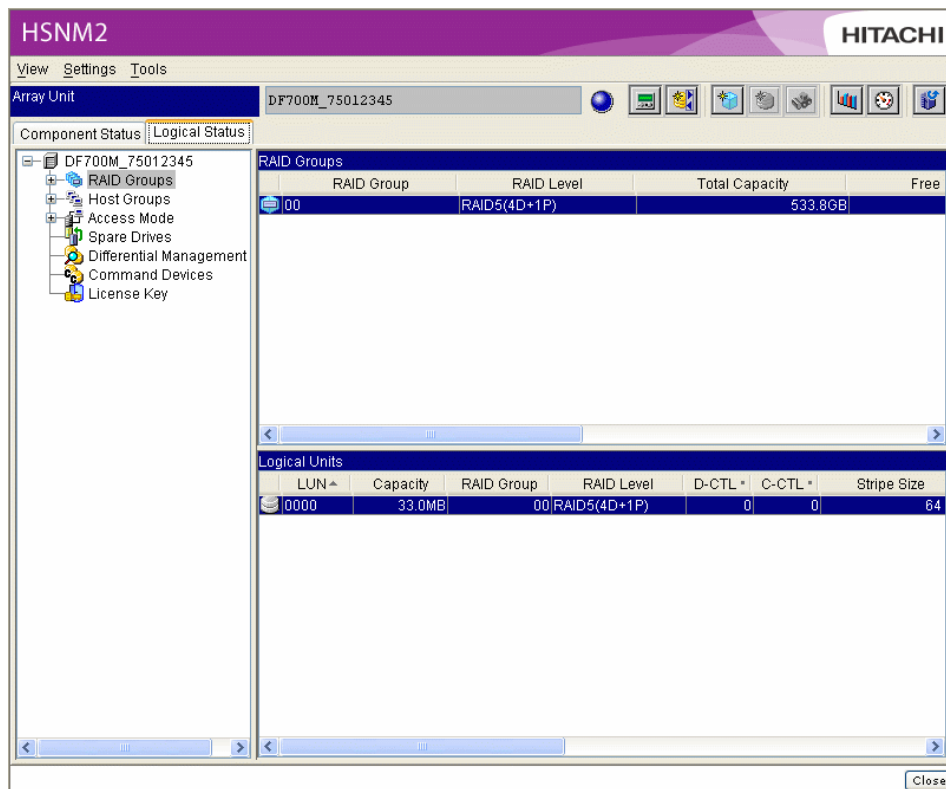 HSNM2
HITACHI
View Settings Tools
Array Unit
DF700M_75012345
Component Status Logical Status
DF700M_75012345
RAID Groups
Host Groups
Access Mode
Spare Drives
Differential Management
Command Devices
License Key
RAID Groups
RAID Group RAID Level Total Capacity Free
00 RAID5(4D+1P) 533.8GB
Logical Units
LUN Capacity RAID Group RAID Level D-CTL * C-CTL * Stripe Size
0000 33.0MB 00 RAID5(4D+1P) 0 0 64
Close